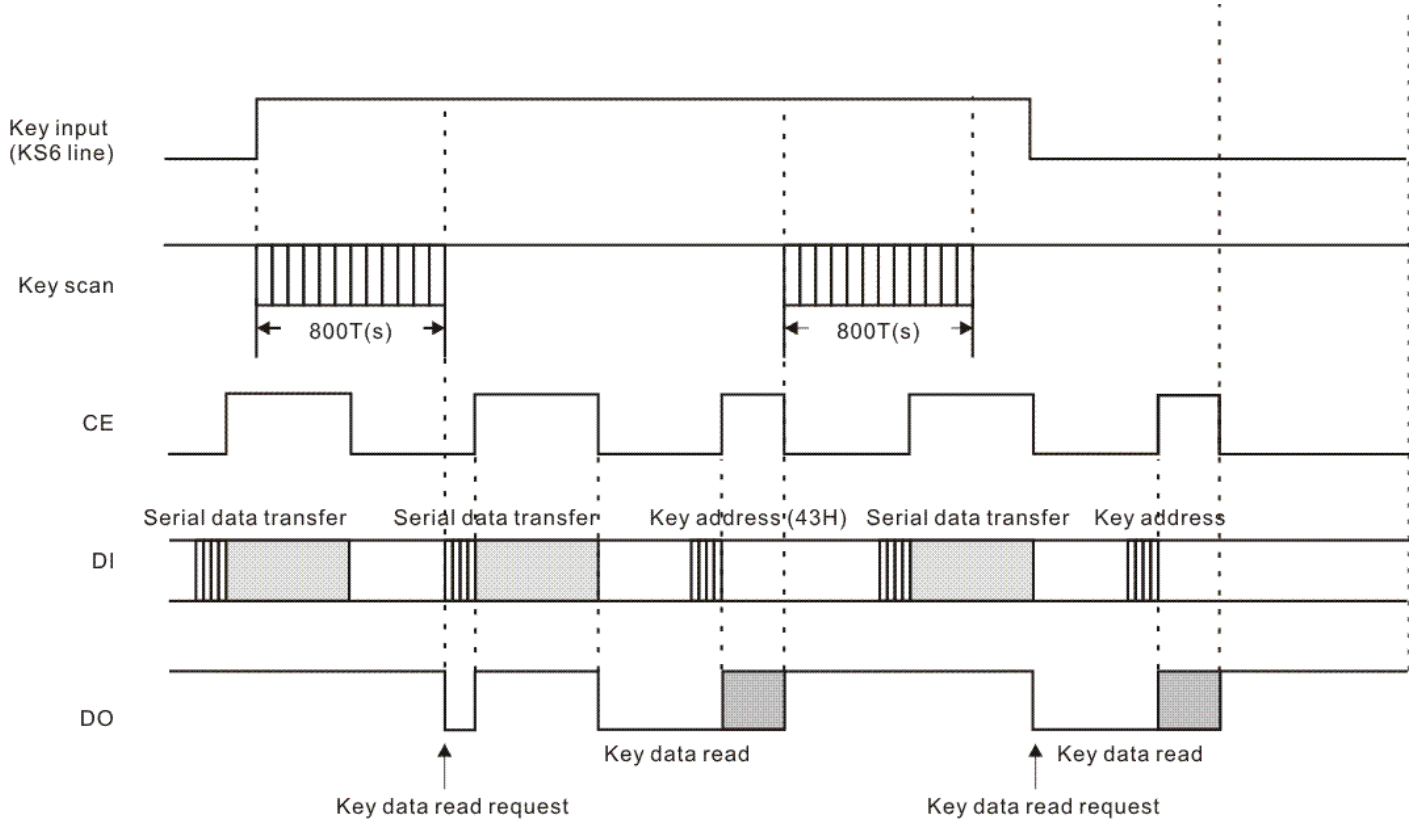 Key input
(KS6 line)
Key scan
800T(s)
800T(s)
CE
Serial data transfer
Serial data transfer
Key address (43H)
Serial data transfer
Key address
DI
DO
Key data read
Key data read
Key data read request
Key data read request